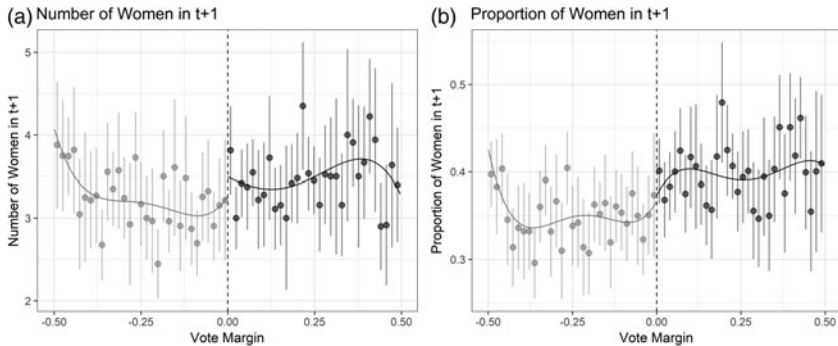 (a) Number of Women in t+1
Number of Women in t+1
5
4
3
2
-0.50 -0.25 0.00 0.25 0.50
Vote Margin
(b) Proportion of Women in t+1
Proportion of Women in t+1
0.5
0.4
0.3
-0.50 -0.25 0.00 0.25 0.50
Vote Margin